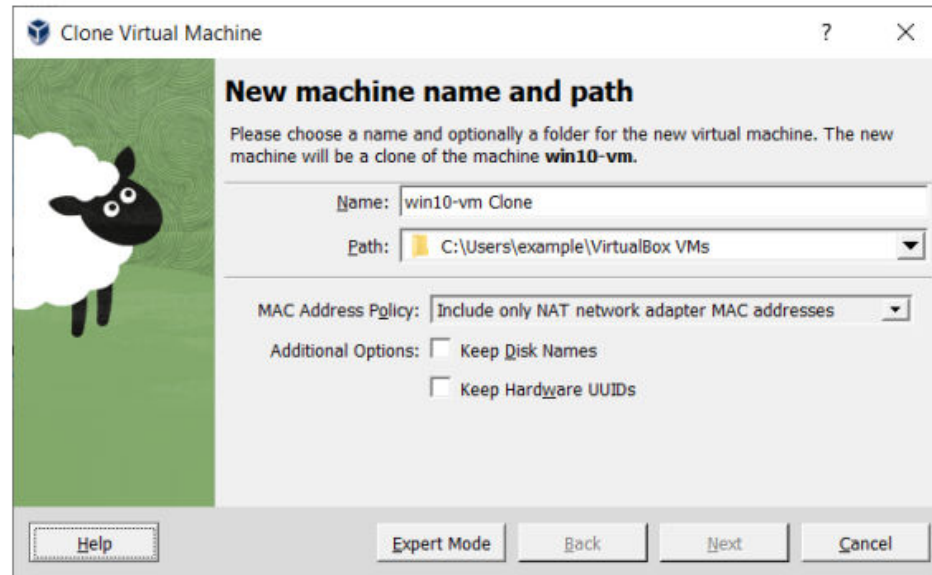 Clone Virtual Machine
?
New machine name and path
Please choose a name and optionally a folder for the new virtual machine. The new
machine will be a clone of the machine win10-vm.
Name: win10-vm Clone
Path: C:\Users\example\VirtualBox VMs
MAC Address Policy: Include only NAT network adapter MAC addresses
Additional Options: Keep Disk Names
Keep Hardware UUIDs
Help Expert Mode Back Next Cancel